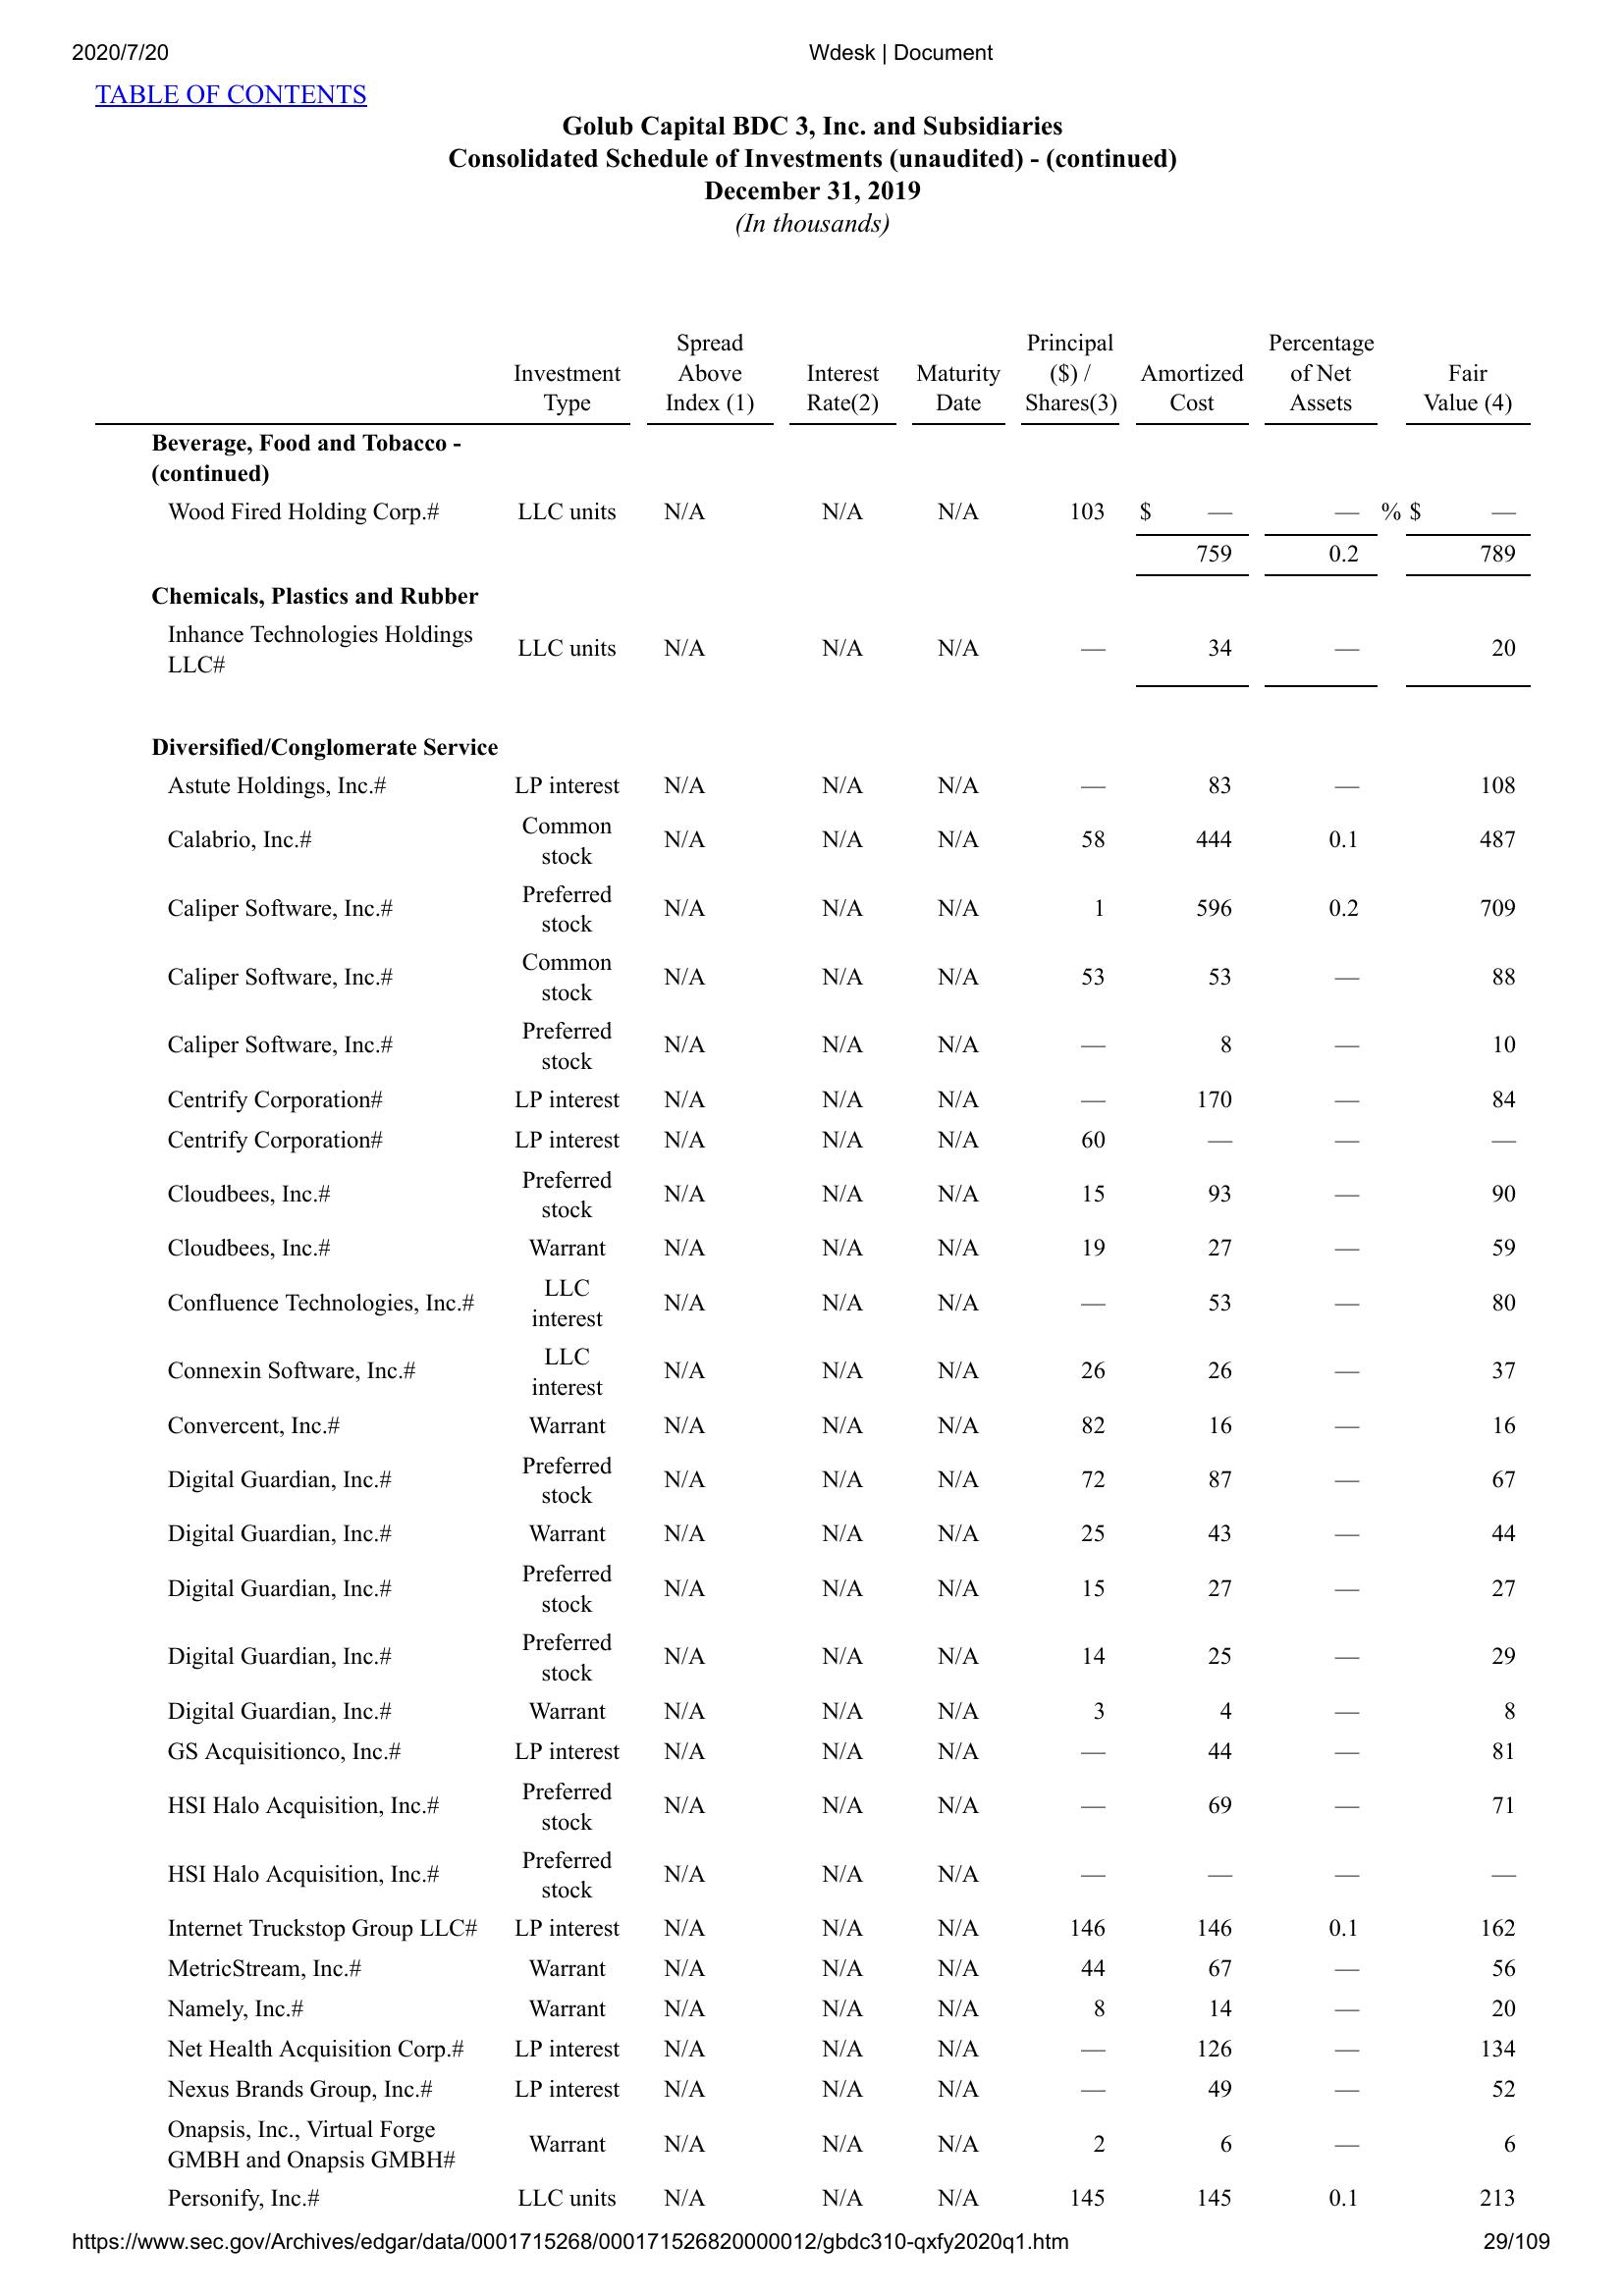 2020/7/20 Wdesk | Document
TABLE OF CONTENTS
Golub Capital BDC 3, Inc. and Subsidiaries
Consolidated Schedule of Investments (unaudited) - (continued)
December 31, 2019
(In thousands)
Spread Principal Percentage
Investment Above Interest Maturity ($) / Amortized of Net Fair
Type Index (1) Rate(2) Date Shares(3) Cost Assets Value (4)
Beverage, Food and Tobacco -
(continued)
Wood Fired Holding Corp.# LLC units N/A N/A N/A 103 $ — — % $ —
759 0.2 789
Chemicals, Plastics and Rubber
Inhance Technologies Holdings
LLC# LLC units N/A N/A N/A — 34 — 20
Diversified/Conglomerate Service
Astute Holdings, Inc.# LP interest N/A N/A N/A — 83 — 108
Calabrio, Inc.# Common
stock N/A N/A N/A 58 444 0.1 487
Caliper Software, Inc.# Preferred
stock N/A N/A N/A 1 596 0.2 709
Caliper Software, Inc.# Common
stock N/A N/A N/A 53 53 — 88
Caliper Software, Inc.# Preferred
stock N/A N/A N/A — 8 — 10
Centrify Corporation# LP interest N/A N/A N/A — 170 — 84
Centrify Corporation# LP interest N/A N/A N/A 60 — — —
Cloudbees, Inc.# Preferred
stock N/A N/A N/A 15 93 — 90
Cloudbees, Inc.# Warrant N/A N/A N/A 19 27 — 59
Confluence Technologies, Inc.# LLC
interest N/A N/A N/A — 53 — 80
Connexin Software, Inc.# LLC
interest N/A N/A N/A 26 26 — 37
Convercent, Inc.# Warrant N/A N/A N/A 82 16 — 16
Digital Guardian, Inc.# Preferred
stock N/A N/A N/A 72 87 — 67
Digital Guardian, Inc.# Warrant N/A N/A N/A 25 43 — 44
Digital Guardian, Inc.# Preferred
stock N/A N/A N/A 15 27 — 27
Digital Guardian, Inc.# Preferred
stock N/A N/A N/A 14 25 — 29
Digital Guardian, Inc.# Warrant N/A N/A N/A 3 4 — 8
GS Acquisitionco, Inc.# LP interest N/A N/A N/A — 44 — 81
HSI Halo Acquisition, Inc.# Preferred
stock N/A N/A N/A — 69 — 71
HSI Halo Acquisition, Inc.# Preferred
stock N/A N/A N/A — — — —
Internet Truckstop Group LLC# LP interest N/A N/A N/A 146 146 0.1 162
MetricStream, Inc.# Warrant N/A N/A N/A 44 67 — 56
Namely, Inc.# Warrant N/A N/A N/A 8 14 — 20
Net Health Acquisition Corp.# LP interest N/A N/A N/A — 126 — 134
Nexus Brands Group, Inc.# LP interest N/A N/A N/A — 49 — 52
Onapsis, Inc., Virtual Forge
GMBH and Onapsis GMBH# Warrant N/A N/A N/A 2 6 — 6
Personify, Inc.# LLC units N/A N/A N/A 145 145 0.1 213
https://www.sec.gov/Archives/edgar/data/0001715268/000171526820000012/gbdc310-qxfy2020q1.htm 29/109